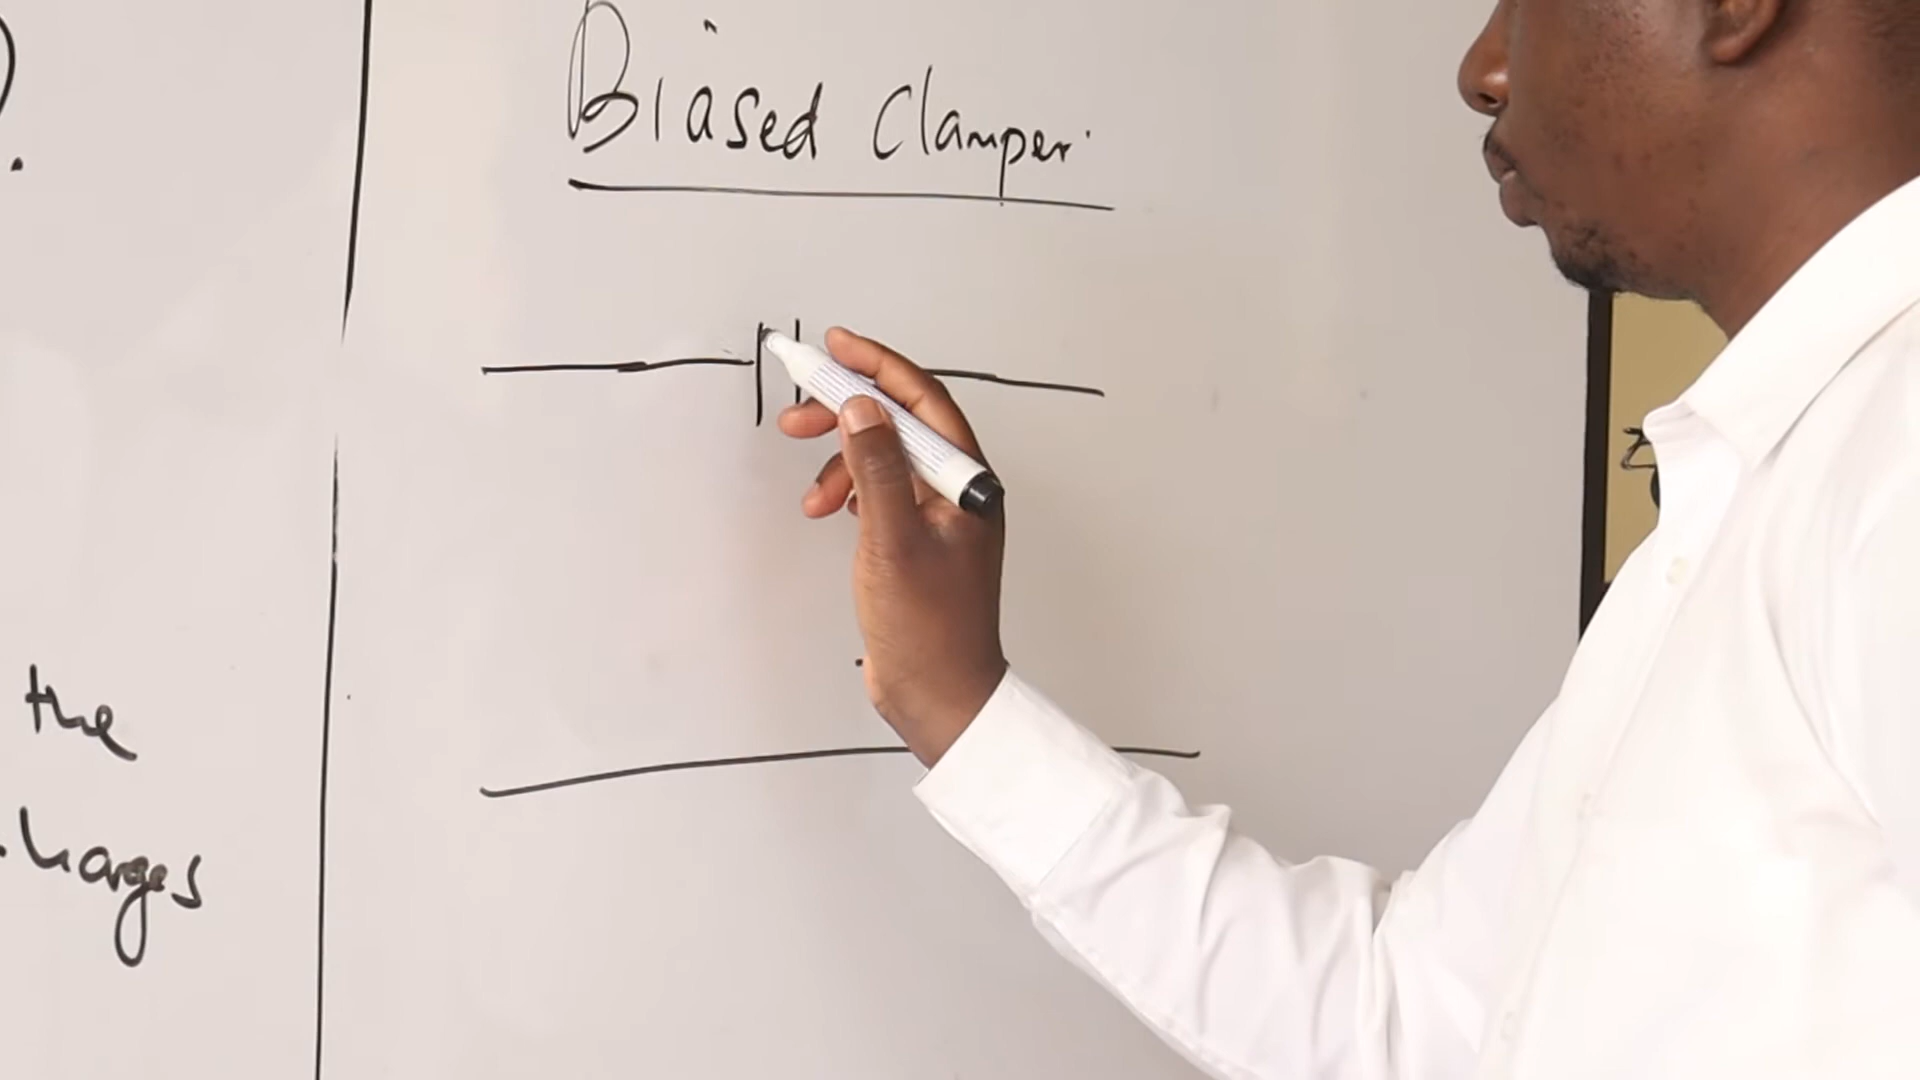 Biased Clamper
the
harges